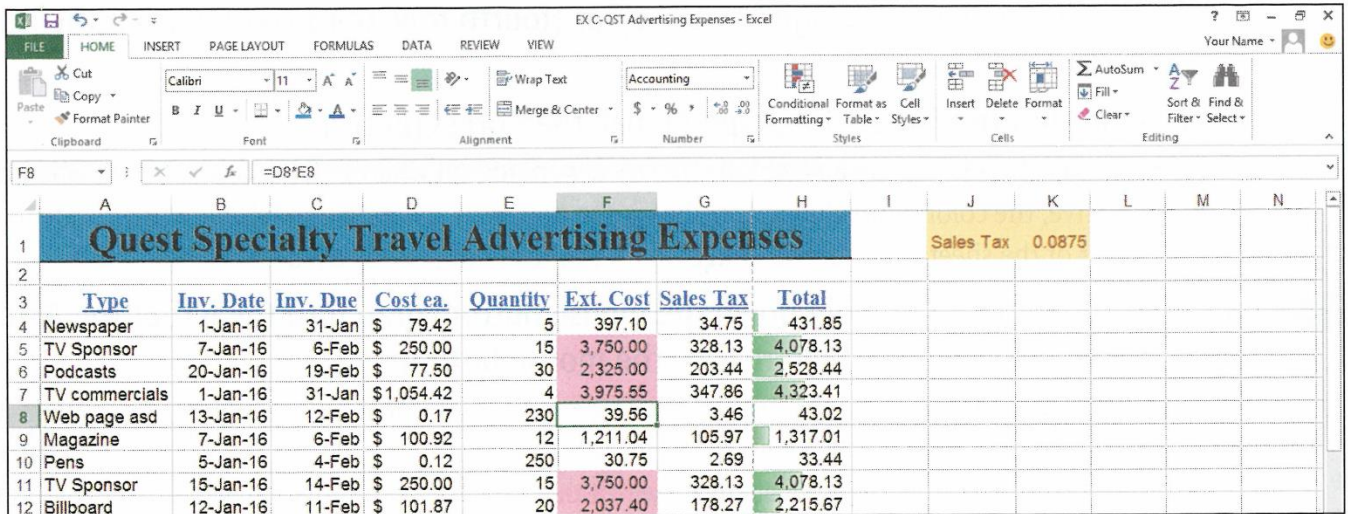 EX C-QST Advertising Expenses - Excel
? 
FILE HOME INSERT PAGE LAYOUT FORMULAS DATA REVIEW VIEW Your Name
Paste
Cut
Copy
Format Painter
Clipboard
Calibri 11 A A
B I U A
Font
Wrap Text
Merge & Center
Alignment
Accounting
$ % , .0 .00 .00 .0
Number
Conditional Formatting
Format as Table
Cell Styles
Styles
Insert Delete Format
Cells
AutoSum
Fill
Clear
Sort & Filter
Find & Select
Editing
F8 fx =D8*E8
A B C D E F G H I J K L M N
1 Quest Specialty Travel Advertising Expenses Sales Tax 0.0875
2
3 Type Inv. Date Inv. Due Cost ea. Quantity Ext. Cost Sales Tax Total
4 Newspaper 1-Jan-16 31-Jan $ 79.42 5 397.10 34.75 431.85
5 TV Sponsor 7-Jan-16 6-Feb $ 250.00 15 3,750.00 328.13 4,078.13
6 Podcasts 20-Jan-16 19-Feb $ 77.50 30 2,325.00 203.44 2,528.44
7 TV commercials 1-Jan-16 31-Jan $1,054.42 4 3,975.55 347.86 4,323.41
8 Web page asd 13-Jan-16 12-Feb $ 0.17 230 39.56 3.46 43.02
9 Magazine 7-Jan-16 6-Feb $ 100.92 12 1,211.04 105.97 1,317.01
10 Pens 5-Jan-16 4-Feb $ 0.12 250 30.75 2.69 33.44
11 TV Sponsor 15-Jan-16 14-Feb $ 250.00 15 3,750.00 328.13 4,078.13
12 Billboard 12-Jan-16 11-Feb $ 101.87 20 2,037.40 178.27 2,215.67